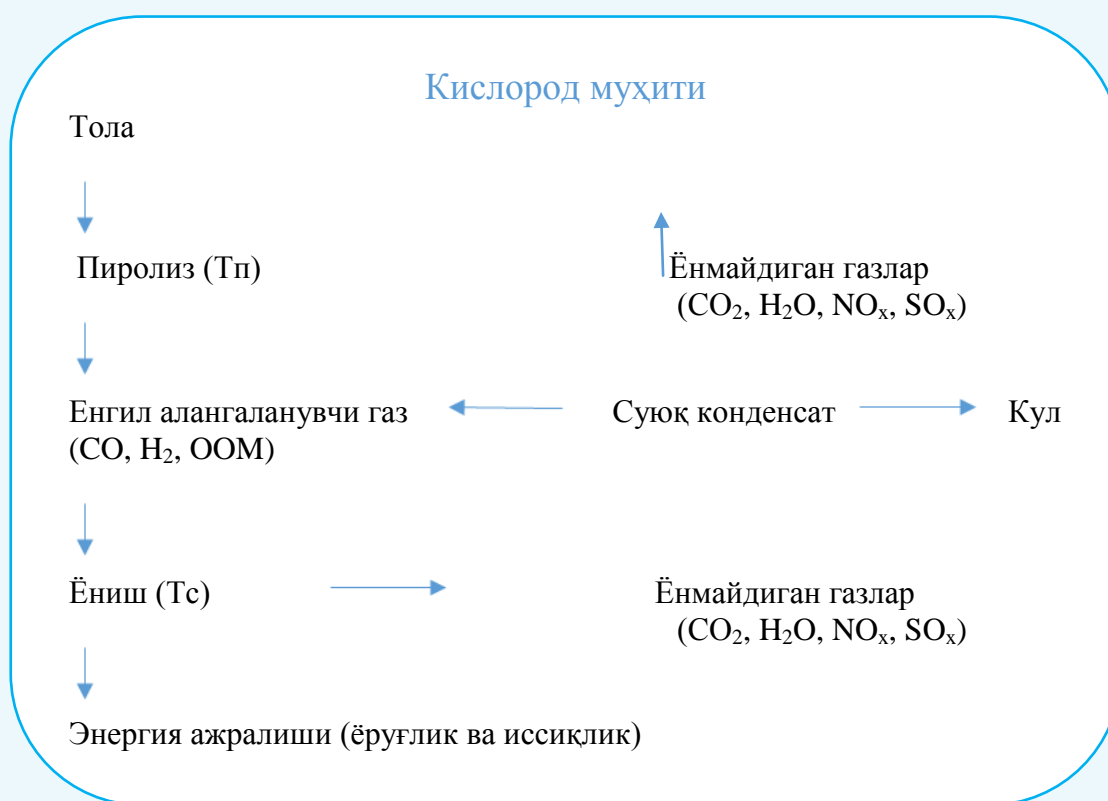 Кислород муҳити
Тола
Пиролиз (Тп)
Ёнмайдиган газлар
(CO₂, H₂O, NOₓ, SOₓ)
Енгил алангаланувчи газ
(CO, H₂, ООМ)
Суюқ конденсат
Кул
Ёниш (Тс)
Ёнмайдиган газлар
(CO₂, H₂O, NOₓ, SOₓ)
Энергия ажралиши (ёруғлик ва иссиқлик)